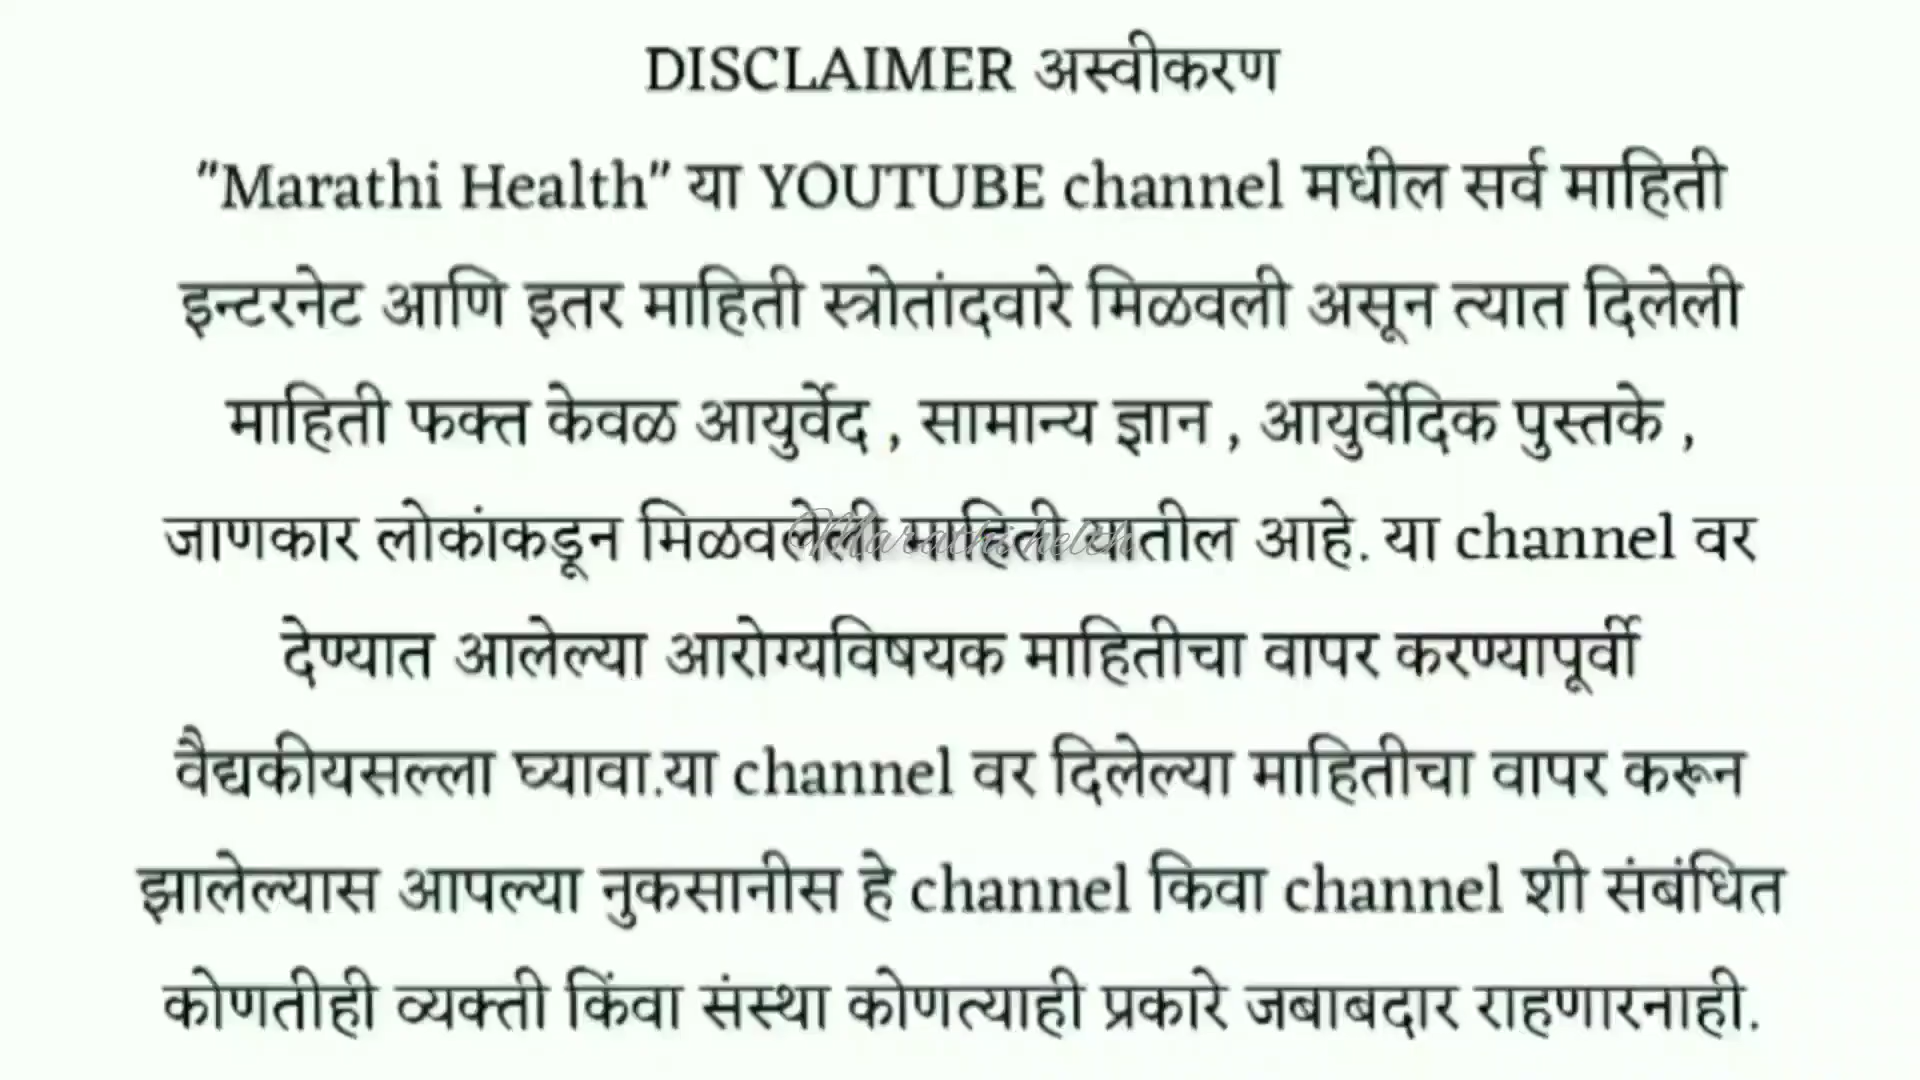 DISCLAIMER अस्वीकरण
"Marathi Health" या YOUTUBE channel मधील सर्व माहिती
इन्टरनेट आणि इतर माहिती स्त्रोतांदवारे मिळवली असून त्यात दिलेली
माहिती फक्त केवळ आयुर्वेद , सामान्य ज्ञान , आयुर्वेदिक पुस्तके ,
जाणकार लोकांकडून मिळवलेली माहिती यातील आहे. या channel वर
Marathi helth
देण्यात आलेल्या आरोग्यविषयक माहितीचा वापर करण्यापूर्वी
वैद्यकीयसल्ला घ्यावा.या channel वर दिलेल्या माहितीचा वापर करून
झालेल्यास आपल्या नुकसानीस हे channel किवा channel शी संबंधित
कोणतीही व्यक्ती किंवा संस्था कोणत्याही प्रकारे जबाबदार राहणारनाही.